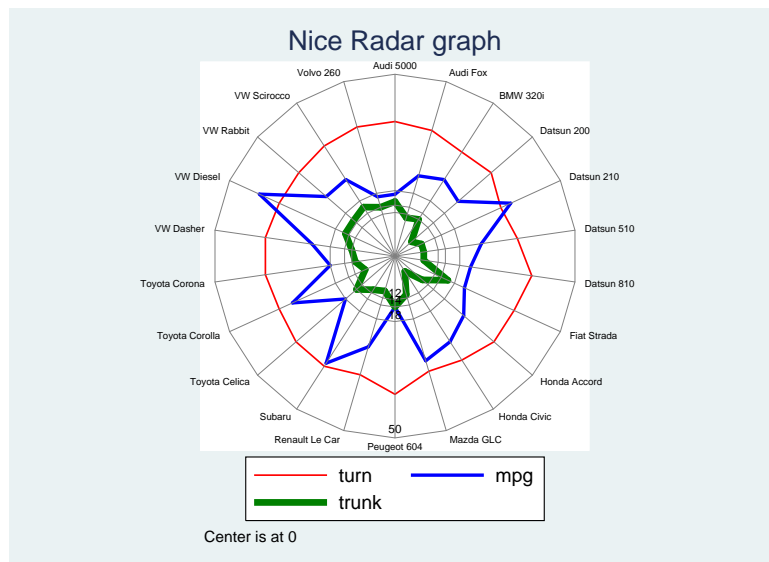 Nice Radar graph
Audi 5000
Volvo 260
Audi Fox
VW Scirocco
BMW 320i
VW Rabbit
Datsun 200
VW Diesel
Datsun 210
VW Dasher
Datsun 510
Toyota Corona
Datsun 810
12
Toyota Corolla
Fiat Strada
Toyota Celica
Honda Accord
Subaru
Honda Civic
50
Renault Le Car
Mazda GLC
Peugeot 604
turn
mpg
trunk
Center is at 0